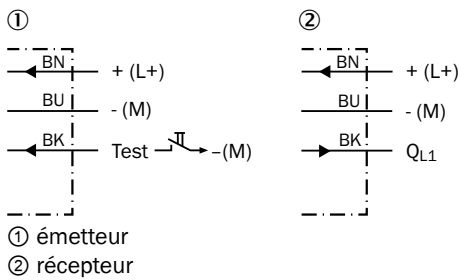 ① ②
BN + (L+) BN + (L+)
BU - (M) BU - (M)
BK Test –(M) BK QL1
① émetteur
② récepteur